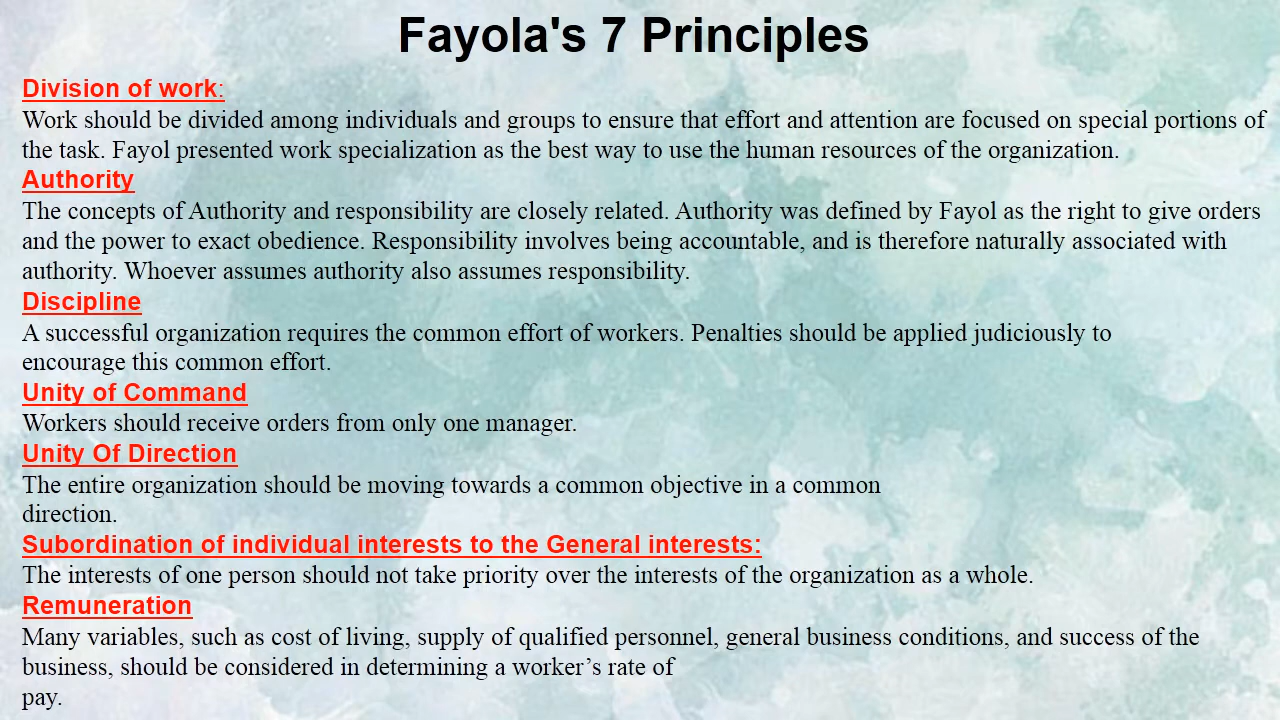 Fayola's 7 Principles
Division of work:
Work should be divided among individuals and groups to ensure that effort and attention are focused on special portions of
the task. Fayol presented work specialization as the best way to use the human resources of the organization.
Authority
The concepts of Authority and responsibility are closely related. Authority was defined by Fayol as the right to give orders
and the power to exact obedience. Responsibility involves being accountable, and is therefore naturally associated with
authority. Whoever assumes authority also assumes responsibility.
Discipline
A successful organization requires the common effort of workers. Penalties should be applied judiciously to
encourage this common effort.
Unity of Command
Workers should receive orders from only one manager.
Unity Of Direction
The entire organization should be moving towards a common objective in a common
direction.
Subordination of individual interests to the General interests:
The interests of one person should not take priority over the interests of the organization as a whole.
Remuneration
Many variables, such as cost of living, supply of qualified personnel, general business conditions, and success of the
business, should be considered in determining a worker’s rate of
pay.